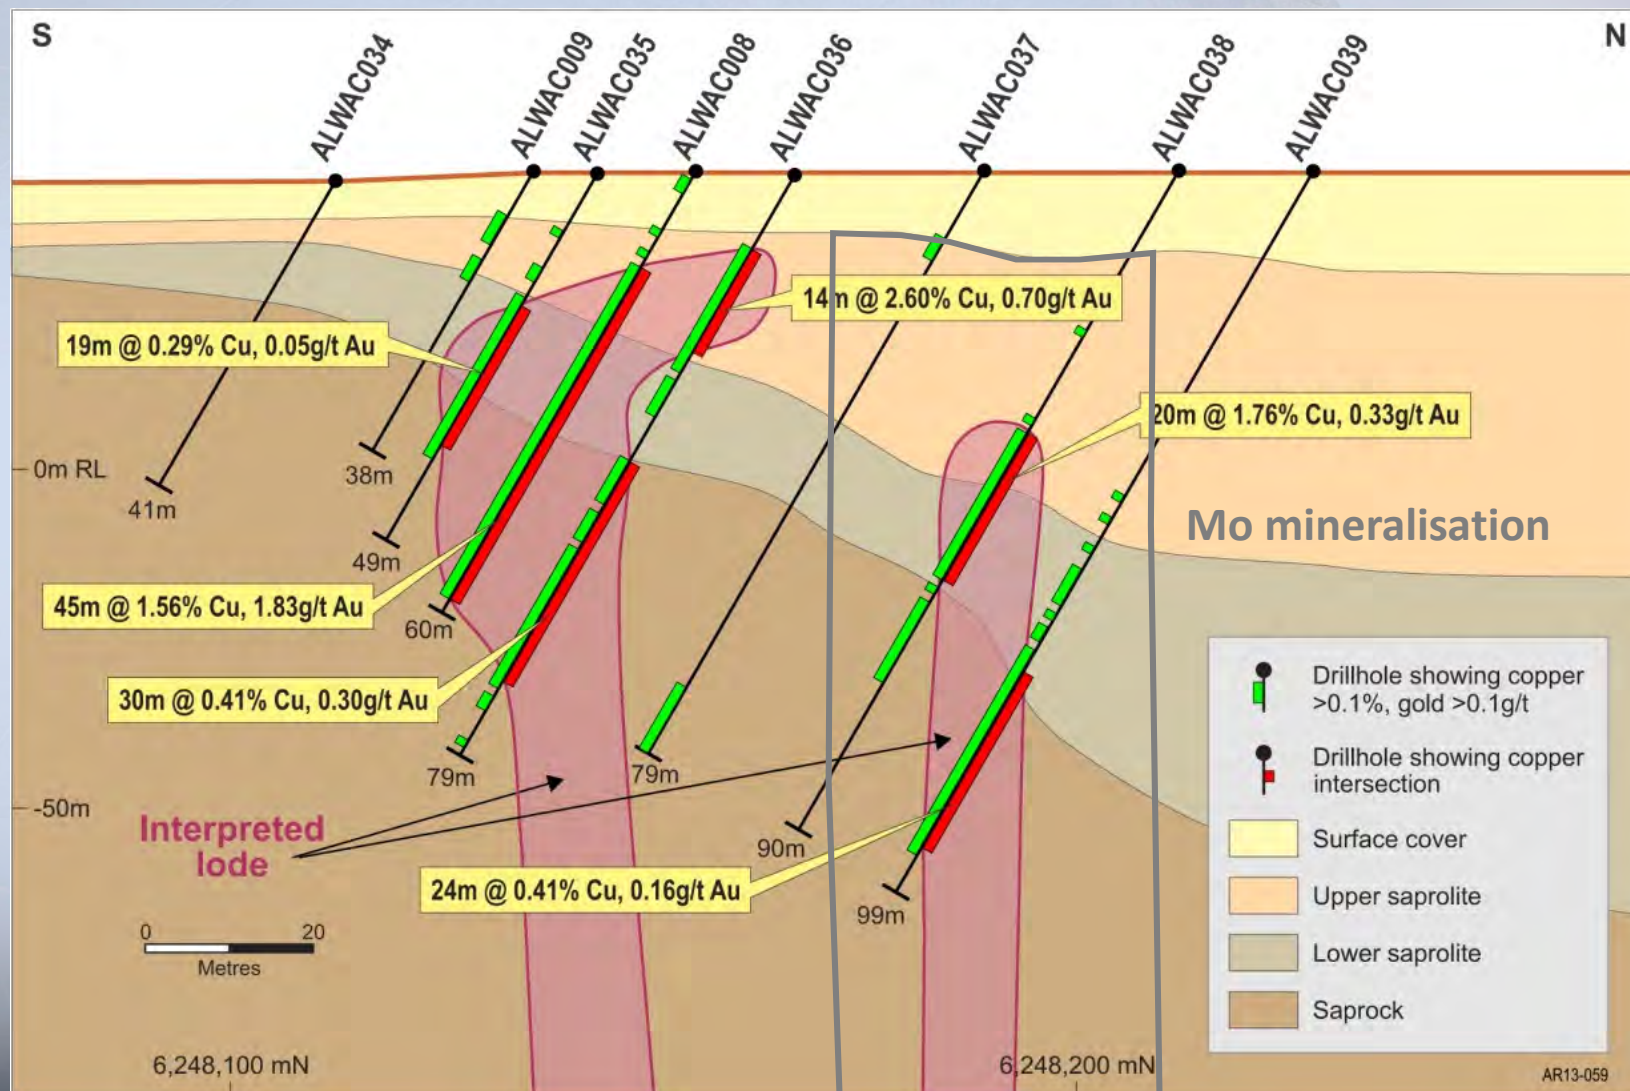 S
N
ALWAC034
ALWAC009
ALWAC035
ALWAC008
ALWAC036
ALWAC037
ALWAC038
ALWAC039
14m @ 2.60% Cu, 0.70g/t Au
19m @ 0.29% Cu, 0.05g/t Au
20m @ 1.76% Cu, 0.33g/t Au
0m RL
38m
41m
Mo mineralisation
49m
45m @ 1.56% Cu, 1.83g/t Au
60m
30m @ 0.41% Cu, 0.30g/t Au
79m
79m
-50m
Interpreted
lode
90m
24m @ 0.41% Cu, 0.16g/t Au
99m
0 20
Metres
6,248,100 mN
6,248,200 mN
Drillhole showing copper
>0.1%, gold >0.1g/t
Drillhole showing copper
intersection
Surface cover
Upper saprolite
Lower saprolite
Saprock
AR13-059